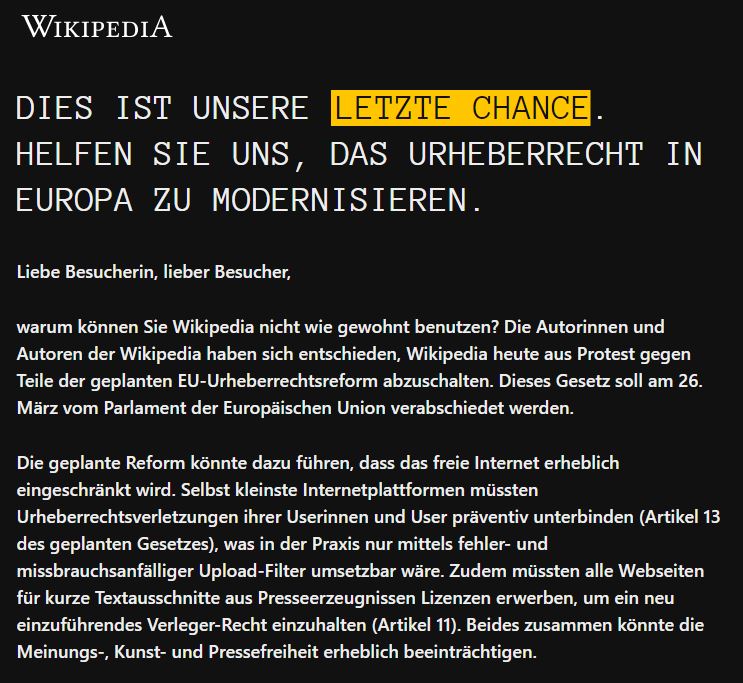 WIKIPEDIA
DIES IST UNSERE LETZTE CHANCE.
HELFEN SIE UNS, DAS URHEBERRECHT IN
EUROPA ZU MODERNISIEREN.
Liebe Besucherin, lieber Besucher,
warum können Sie Wikipedia nicht wie gewohnt benutzen? Die Autorinnen und
Autoren der Wikipedia haben sich entschieden, Wikipedia heute aus Protest gegen
Teile der geplanten EU-Urheberrechtsreform abzuschalten. Dieses Gesetz soll am 26.
März vom Parlament der Europäischen Union verabschiedet werden.
Die geplante Reform könnte dazu führen, dass das freie Internet erheblich
eingeschränkt wird. Selbst kleinste Internetplattformen müssten
Urheberrechtsverletzungen ihrer Userinnen und User präventiv unterbinden (Artikel 13
des geplanten Gesetzes), was in der Praxis nur mittels fehler- und
missbrauchsanfälliger Upload-Filter umsetzbar wäre. Zudem müssten alle Webseiten
für kurze Textausschnitte aus Presseerzeugnissen Lizenzen erwerben, um ein neu
einzuführendes Verleger-Recht einzuhalten (Artikel 11). Beides zusammen könnte die
Meinungs-, Kunst- und Pressefreiheit erheblich beeinträchtigen.